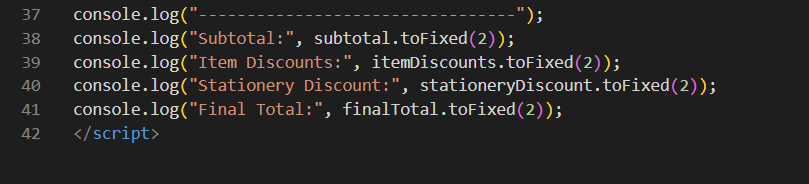 37 console.log("---------------------------------");
38 console.log("Subtotal:", subtotal.toFixed(2));
39 console.log("Item Discounts:", itemDiscounts.toFixed(2));
40 console.log("Stationery Discount:", stationeryDiscount.toFixed(2));
41 console.log("Final Total:", finalTotal.toFixed(2));
42 </script>